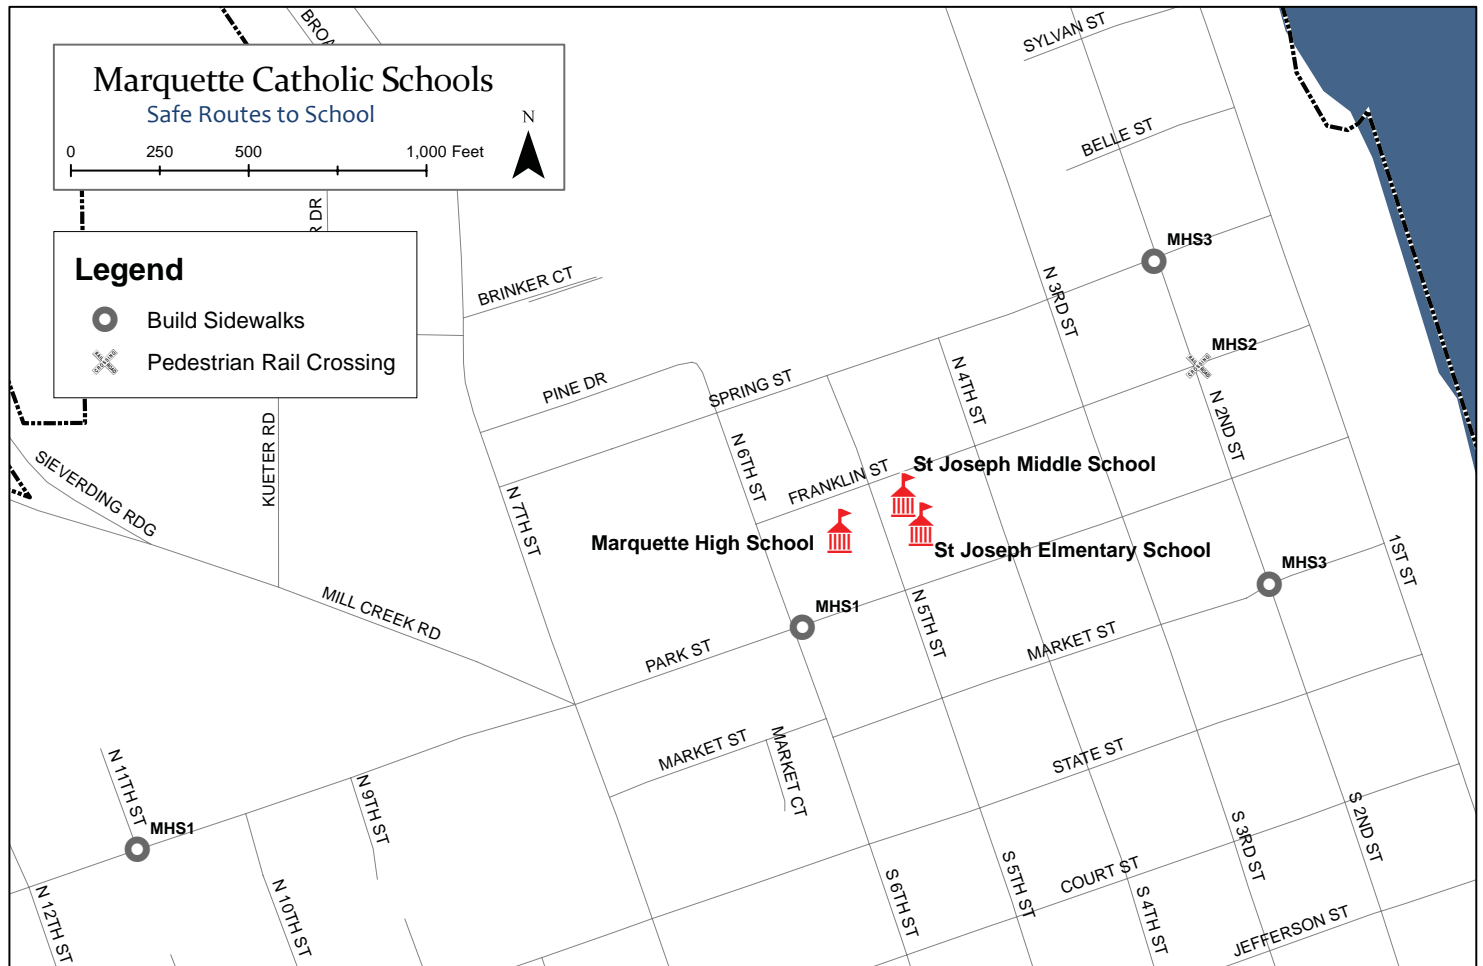 BROA
SYLVAN ST
Marquette Catholic Schools
Safe Routes to School
N
0 250 500 1,000 Feet
BELLE ST
R DR
Legend
Build Sidewalks
Pedestrian Rail Crossing
MHS3
BRINKER CT
N 3RD ST
MHS2
RAIL ROAD
CROSSING
PINE DR
SPRING ST
N 4TH ST
N 2ND ST
KUETER RD
SIEVERDING RDG
N 6TH ST
FRANKLIN ST
St Joseph Middle School
N 7TH ST
Marquette High School
St Joseph Elmentary School
1ST ST
MHS3
MILL CREEK RD
MHS1
N 5TH ST
MARKET ST
PARK ST
MARKET ST
MARKET CT
STATE ST
N 11TH ST
N 9TH ST
MHS1
S 3RD ST
S 2ND ST
COURT ST
N 12TH ST
N 10TH ST
S 6TH ST
S 5TH ST
S 4TH ST
JEFFERSON ST